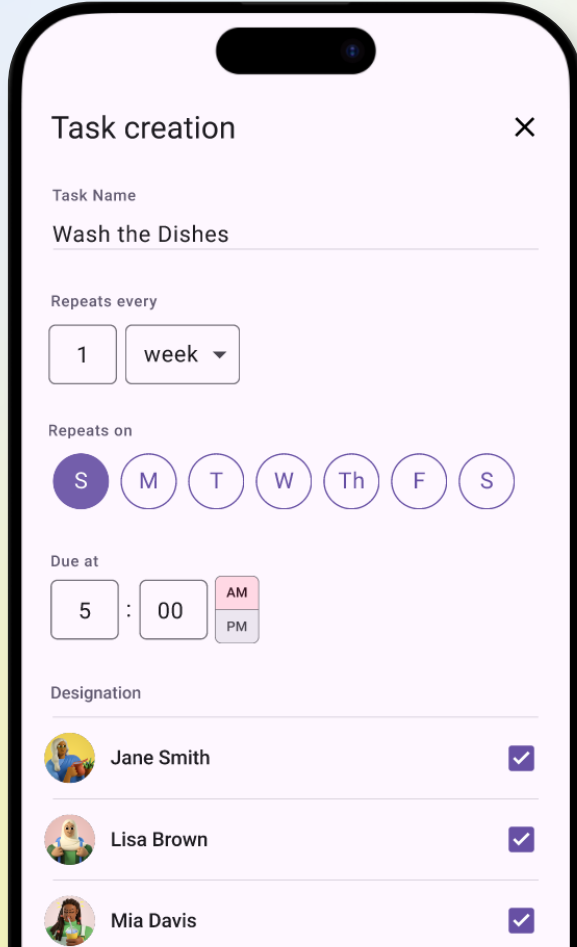 Task creation
Task Name
Wash the Dishes
Repeats every
1 week
Repeats on
S M T W Th F S
Due at
5 : 00 AM
PM
Designation
Jane Smith
Lisa Brown
Mia Davis